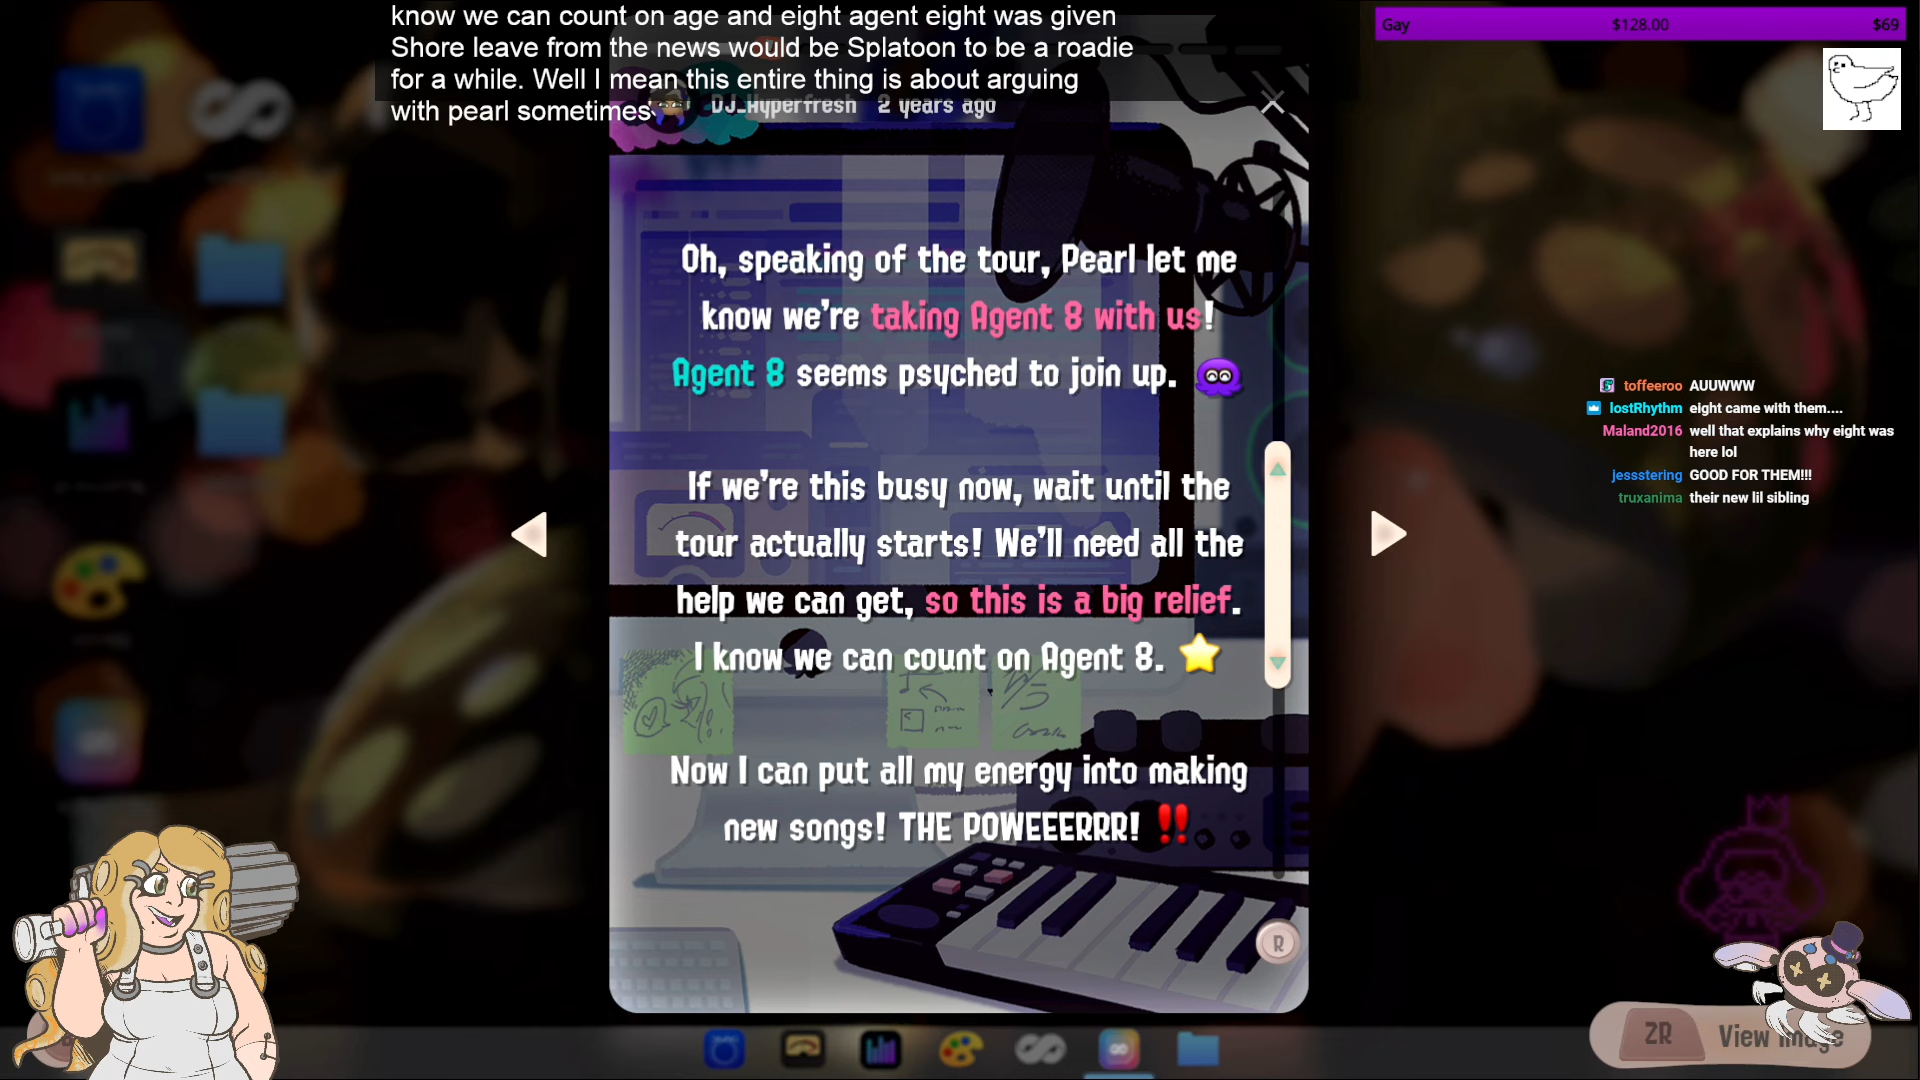 know we can count on age and eight agent eight was given
Shore leave from the news would be Splatoon to be a roadie
for a while. Well I mean this entire thing is about arguing
with pearl sometimes
DJ_Hyperfresh 2 years ago
Oh, speaking of the tour, Pearl let me
know we're taking Agent 8 with us!
Agent 8 seems psyched to join up.
If we're this busy now, wait until the
tour actually starts! We'll need all the
help we can get, so this is a big relief.
I know we can count on Agent 8.
Now I can put all my energy into making
new songs! THE POWEEERRR! ‼
R
Gay $128.00 $69
toffeeroo AUUWWW
lostRhythm eight came with them....
Maland2016 well that explains why eight was
here lol
jessstering GOOD FOR THEM!!!
truxanima their new lil sibling
ZR View Image